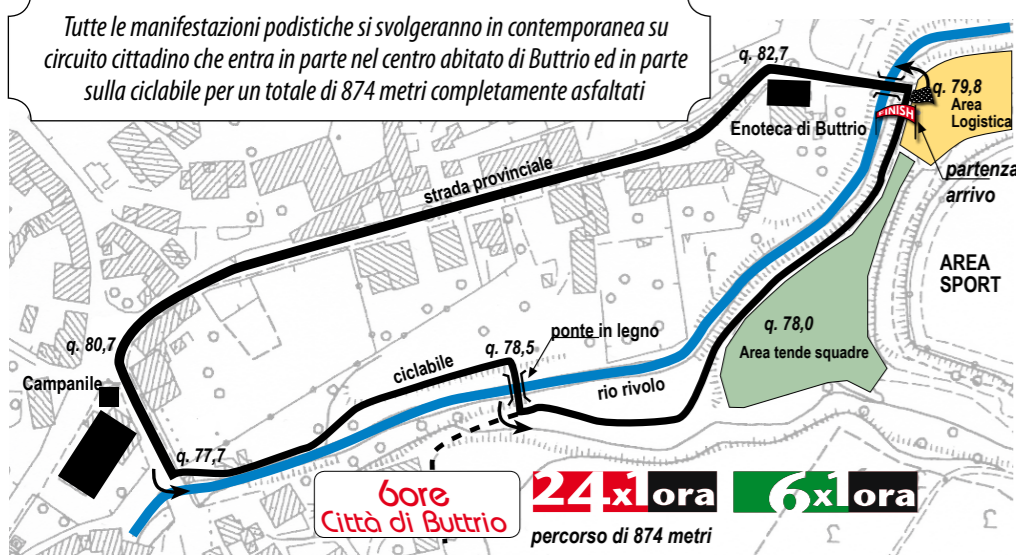 Tutte le manifestazioni podistiche si svolgeranno in contemporanea su
circuito cittadino che entra in parte nel centro abitato di Buttrio ed in parte
sulla ciclabile per un totale di 874 metri completamente asfaltati
q. 82,7
q. 79,8
Area
Logistica
FINISH
Enoteca di Buttrio
partenza
arrivo
strada provinciale
AREA
SPORT
q. 78,0
Area tende squadre
q. 80,7
ponte in legno
q. 78,5
ciclabile
rio rivolo
Campanile
q. 77,7
6ore
Città di Buttrio
24x1ora
6x1ora
percorso di 874 metri
£
£